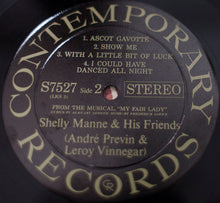 CONTEMPORARY
1. ASCOT GAVOTTE
2. SHOW ME
3. WITH A LITTLE BIT OF LUCK
4. I COULD HAVE
DANCED ALL NIGHT
S7527 Side 2 STEREO
FROM THE MUSICAL, "MY FAIR LADY"
Shelly Manne & His Friends
(André Previn &
Leroy Vinnegar)
CR
RECORDS